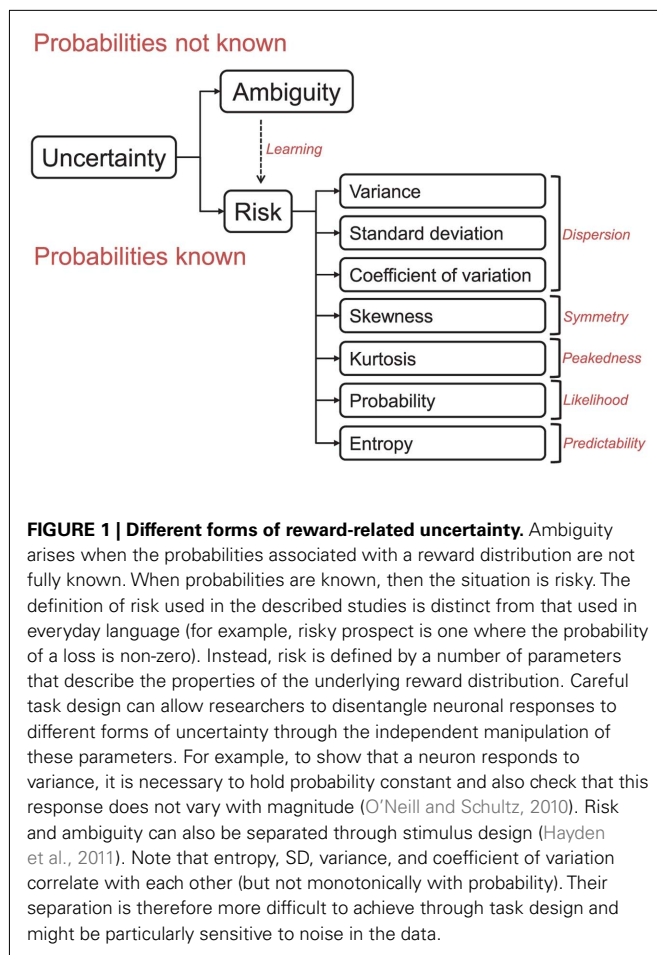 Probabilities not known
Ambiguity
Learning
Uncertainty
Risk
Probabilities known
Variance
Standard deviation
Coefficient of variation
Dispersion
Skewness
Symmetry
Kurtosis
Peakedness
Probability
Likelihood
Entropy
Predictability
FIGURE 1 | Different forms of reward-related uncertainty. Ambiguity
arises when the probabilities associated with a reward distribution are not
fully known. When probabilities are known, then the situation is risky. The
definition of risk used in the described studies is distinct from that used in
everyday language (for example, risky prospect is one where the probability
of a loss is non-zero). Instead, risk is defined by a number of parameters
that describe the properties of the underlying reward distribution. Careful
task design can allow researchers to disentangle neuronal responses to
different forms of uncertainty through the independent manipulation of
these parameters. For example, to show that a neuron responds to
variance, it is necessary to hold probability constant and also check that this
response does not vary with magnitude (O'Neill and Schultz, 2010). Risk
and ambiguity can also be separated through stimulus design (Hayden
et al., 2011). Note that entropy, SD, variance, and coefficient of variation
correlate with each other (but not monotonically with probability). Their
separation is therefore more difficult to achieve through task design and
might be particularly sensitive to noise in the data.